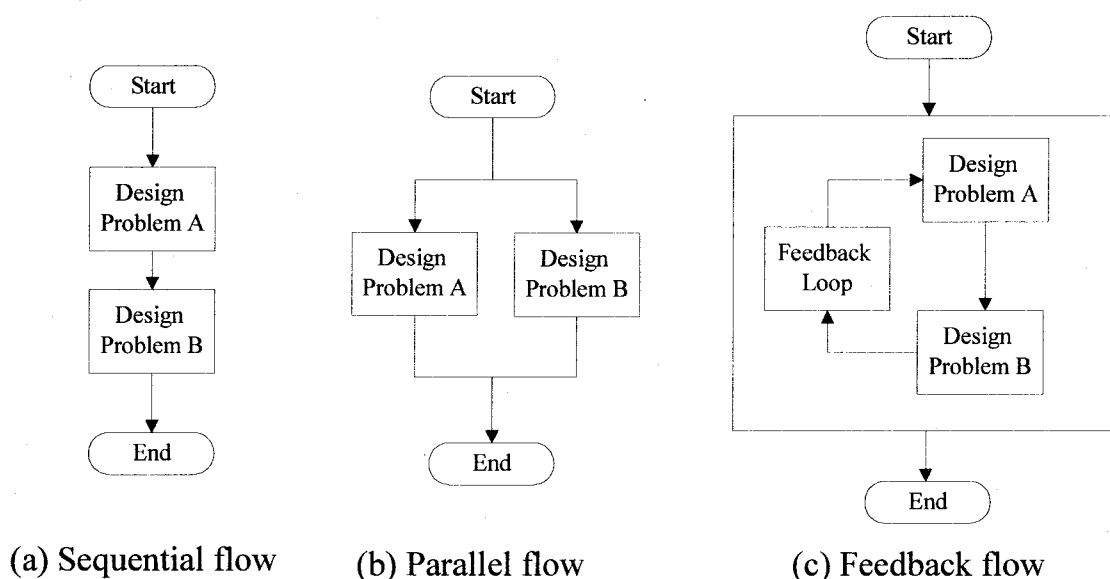 Start
Design
Problem A
Design
Problem B
End
(a) Sequential flow
Start
Design
Problem A
Design
Problem B
End
(b) Parallel flow
Start
Design
Problem A
Feedback
Loop
Design
Problem B
End
(c) Feedback flow